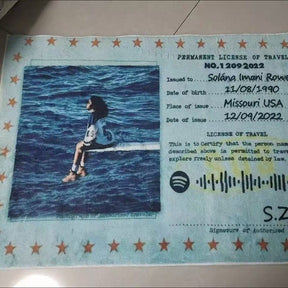 PERMANENT LICENSE OF TRAVEL
NO.12092022
Issued to Solána Imani Rowe
Date of birth 11/08/1990
Place of issue Missouri USA
Date of issue 12/09/2022
LICENSE OF TRAVEL
This is to Certify that the person name
described above is permitted to trave
explore freely unless detained by law.
S.Z
Signature of Authorized